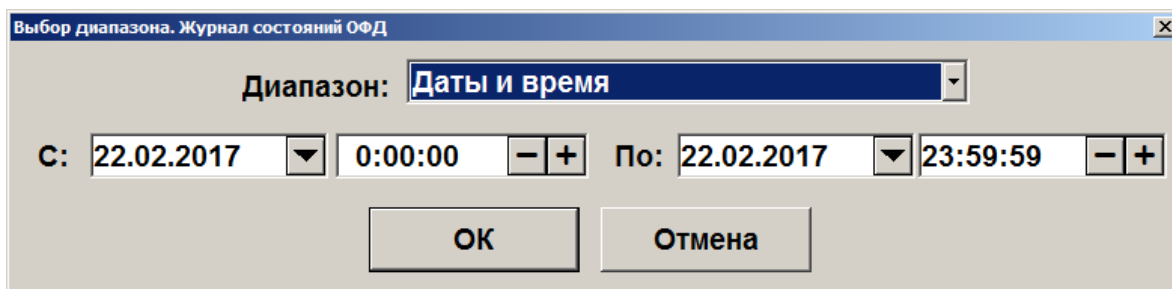 Выбор диапазона. Журнал состояний ОФД
Диапазон: Даты и время
С: 22.02.2017 0:00:00 По: 22.02.2017 23:59:59
ОК Отмена